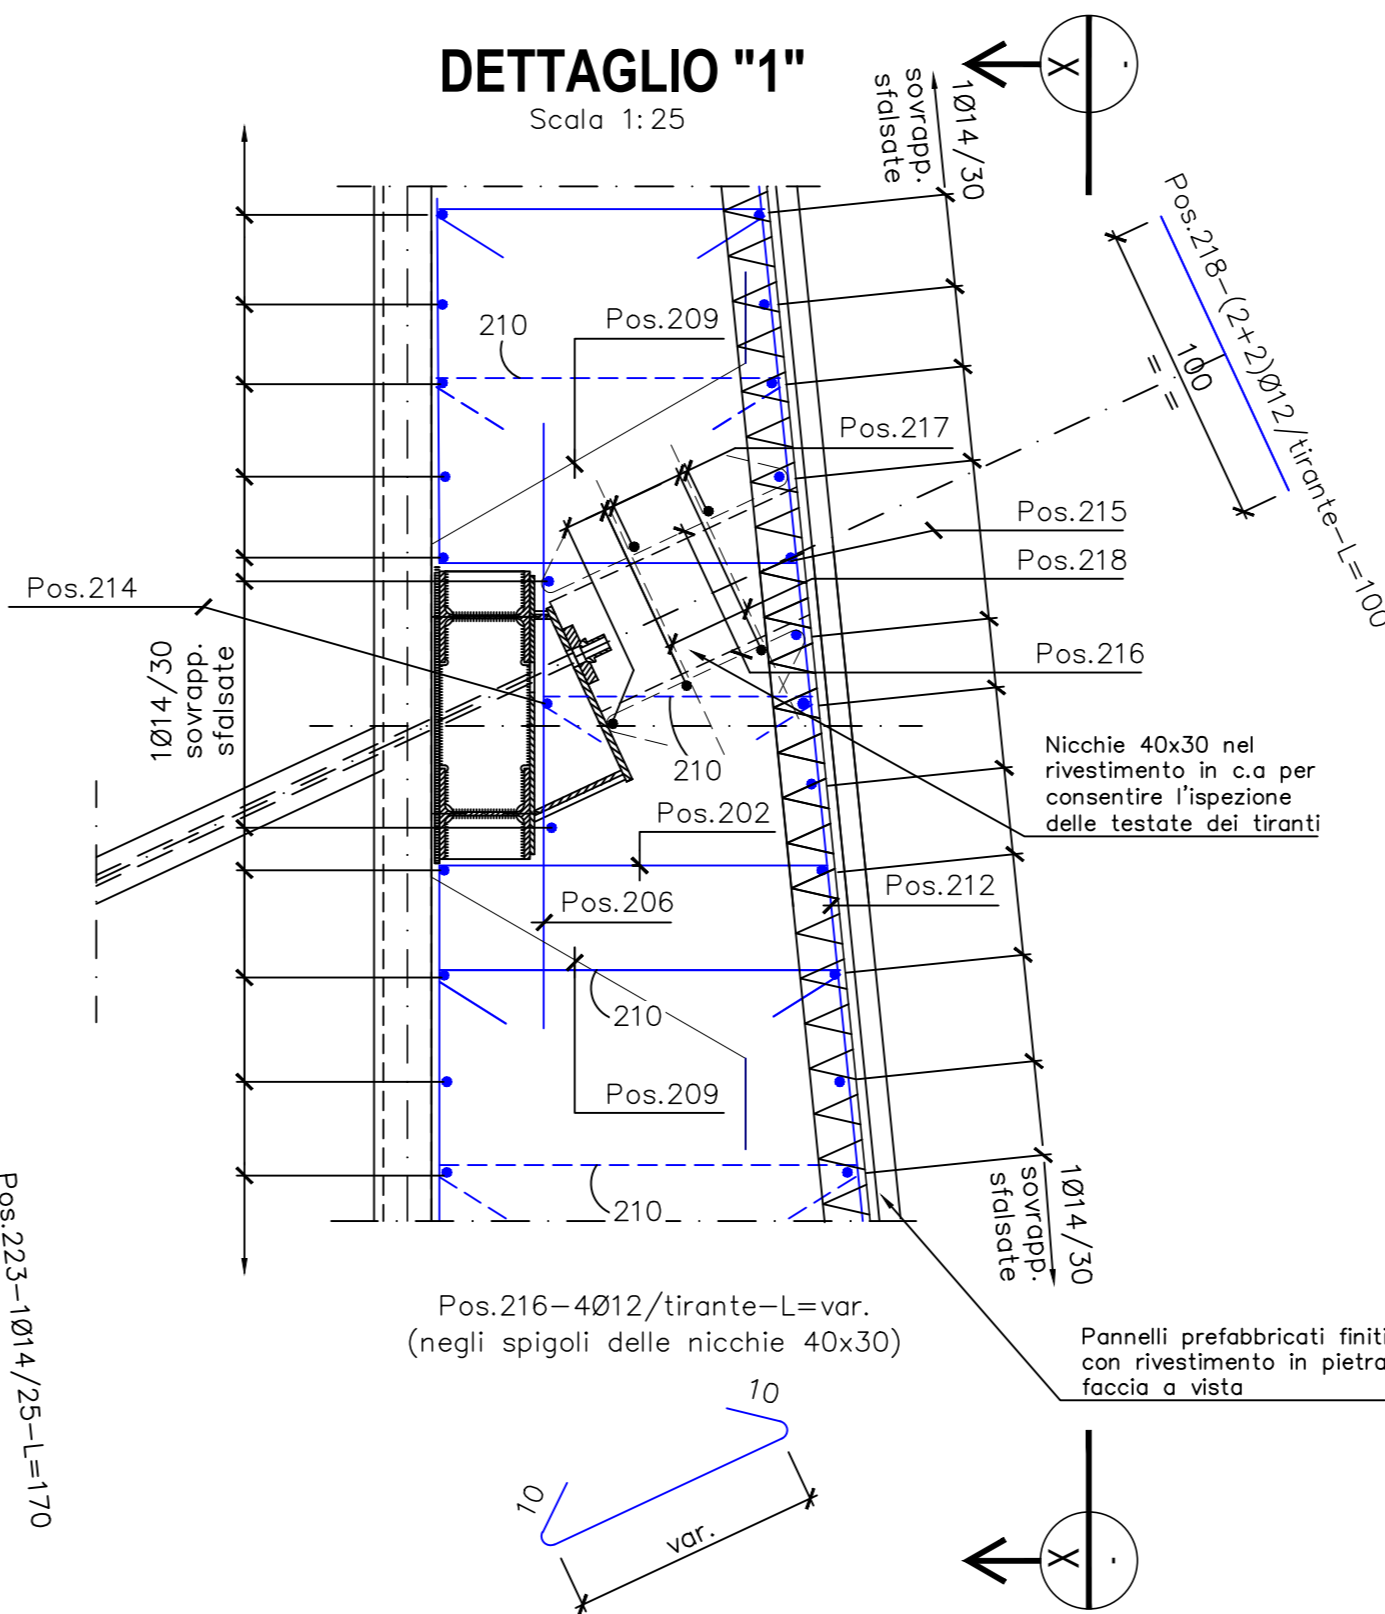 DETTAGLIO "1"
Scala 1:25
X
-
1Ø14/30
sovrapp.
sfalsate
Pos.218-(2+2)Ø12/tirante-L=100
100
=
=
210
Pos.209
Pos.217
Pos.215
Pos.218
Pos.214
Pos.216
1Ø14/30
sovrapp.
sfalsate
210
Nicchie 40x30 nel
rivestimento in c.a per
consentire l'ispezione
delle testate dei tiranti
Pos.202
Pos.212
Pos.206
210
Pos.209
210
1Ø14/30
sovrapp.
sfalsate
Pos.223-1Ø14/25-L=170
Pos.216-4Ø12/tirante-L=var.
(negli spigoli delle nicchie 40x30)
Pannelli prefabbricati finiti
con rivestimento in pietra
faccia a vista
10
10
var.
X
-